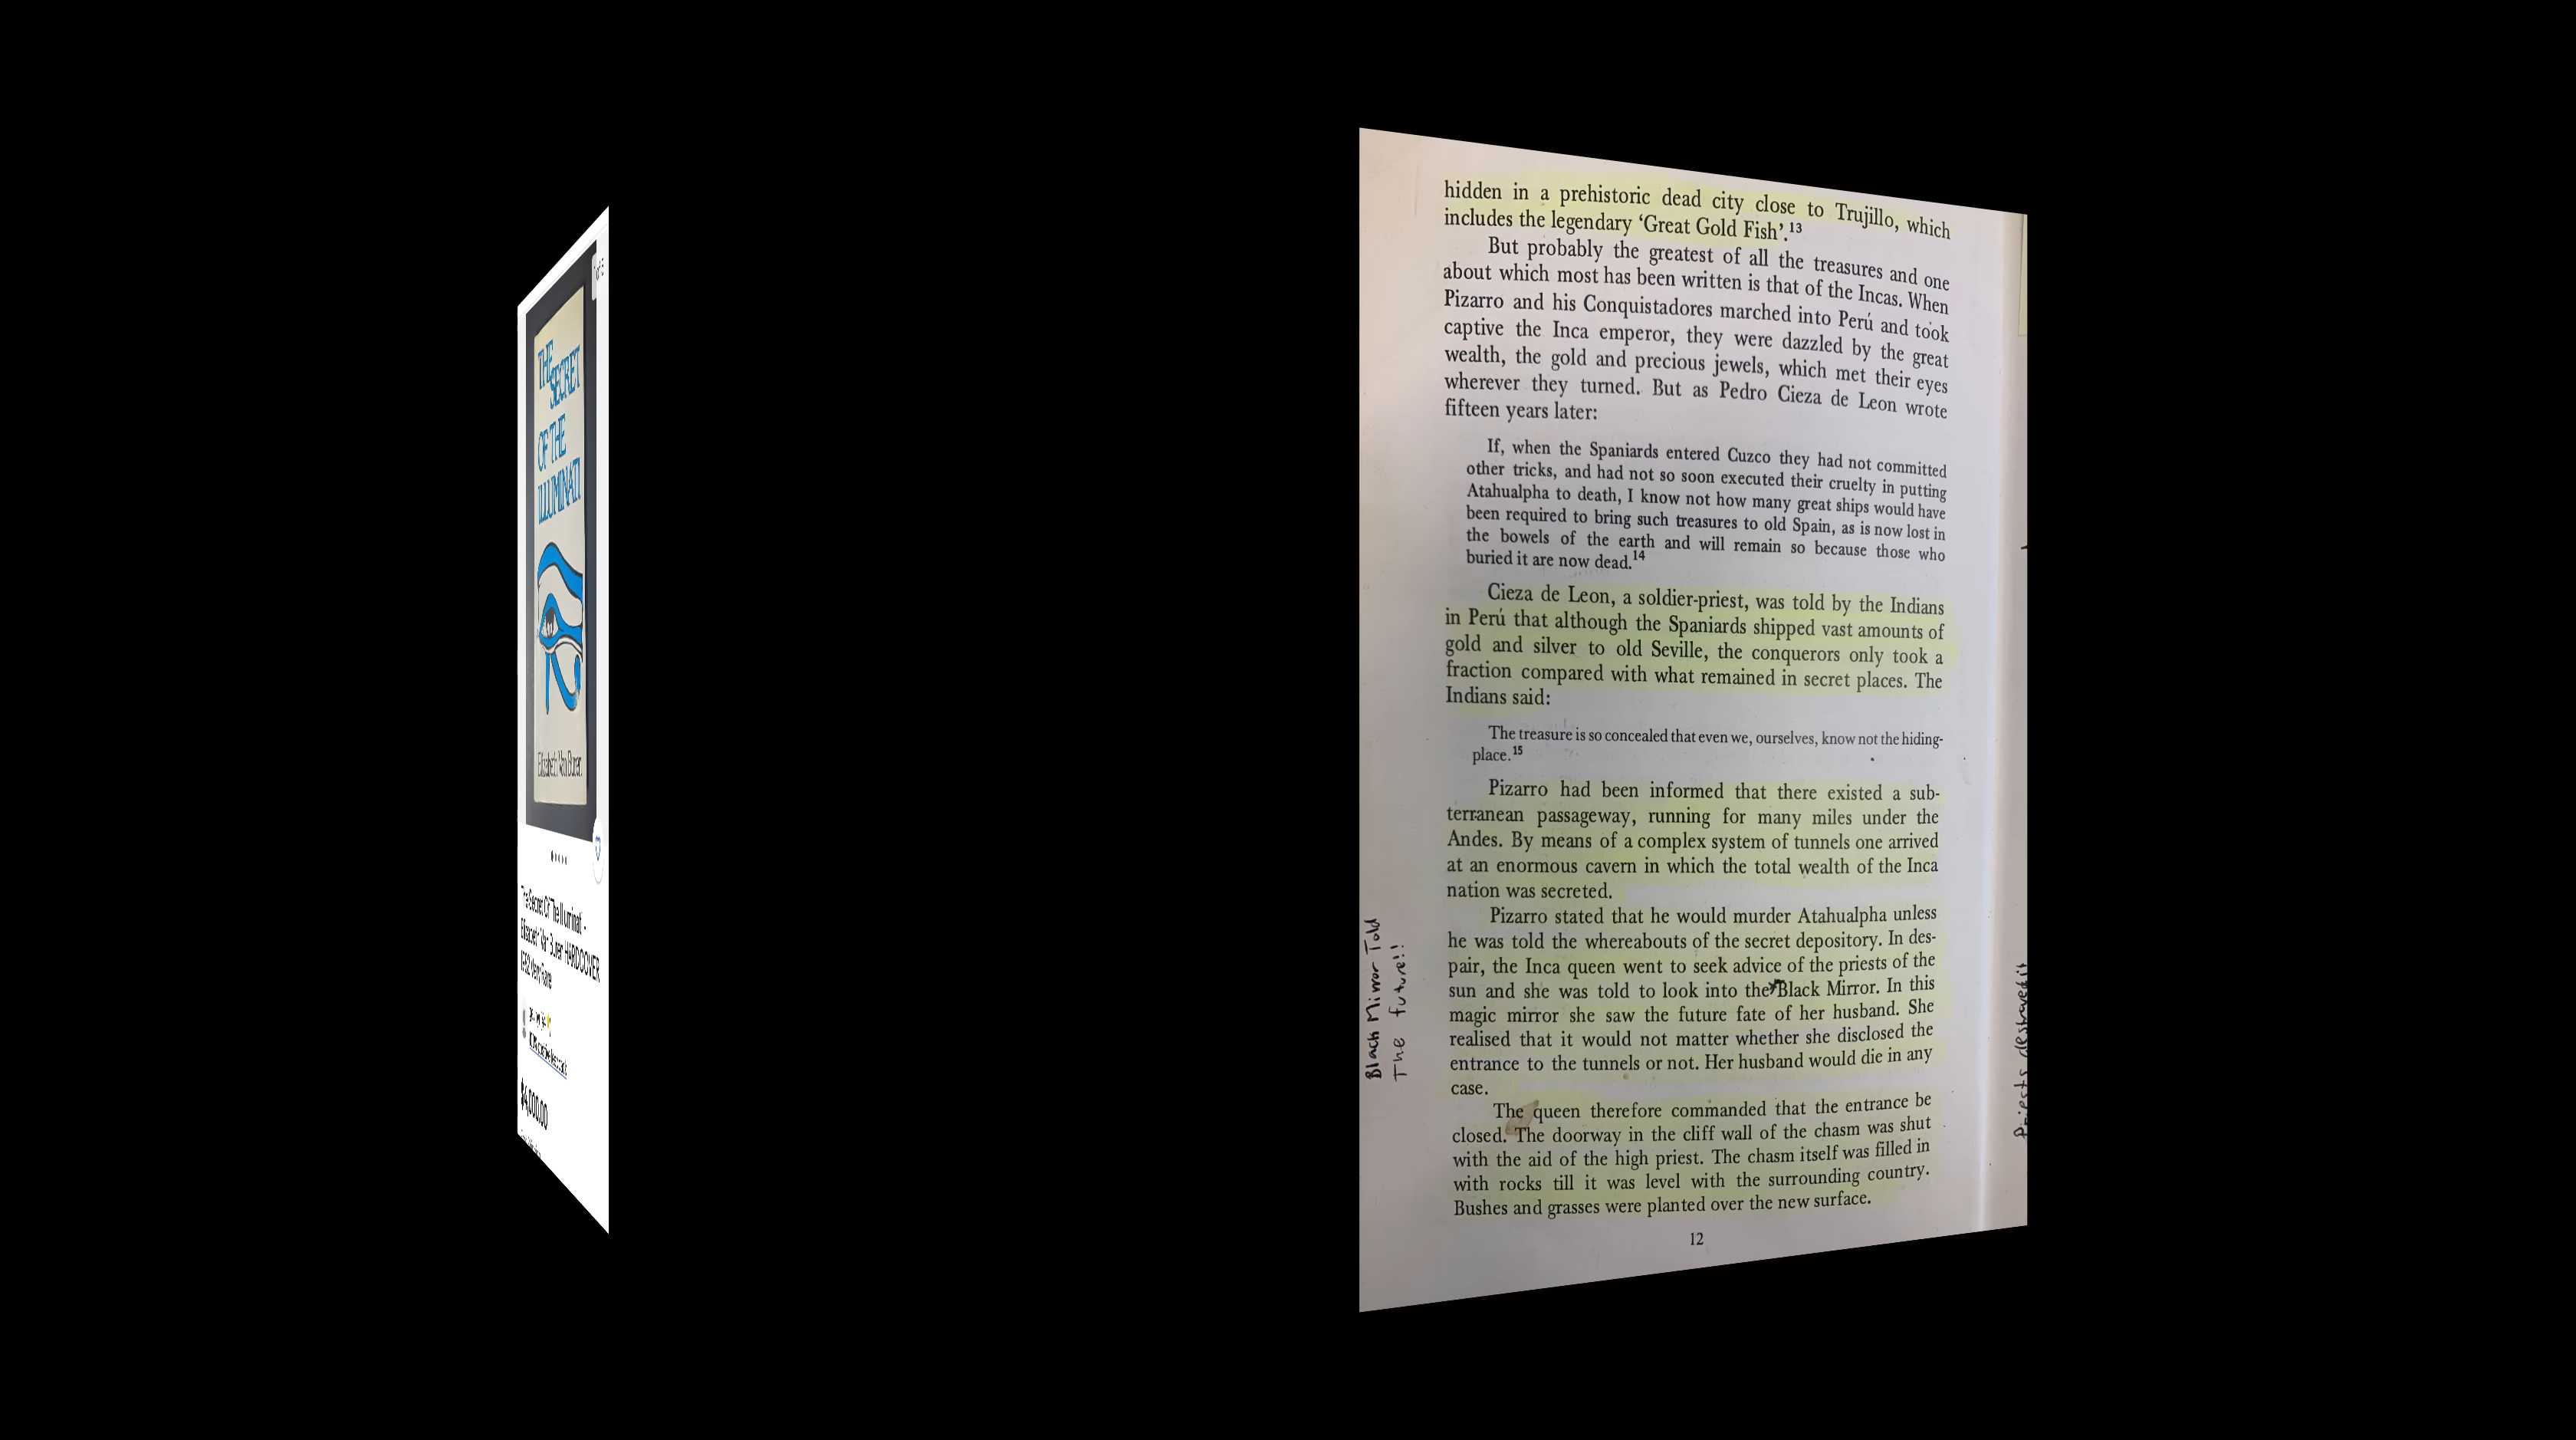 THE
SECRET
OF THE
ILLUMINATI
Elizabeth Van Buren
The Secret Of The Illuminati -
Elizabeth Van Buren HARDCOVER
1982 Very Rare
$4,000.00
hidden in a prehistoric dead city close to Trujillo, which
includes the legendary ‘Great Gold Fish’.13
But probably the greatest of all the treasures and one
about which most has been written is that of the Incas. When
Pizarro and his Conquistadores marched into Perú and took
captive the Inca emperor, they were dazzled by the great
wealth, the gold and precious jewels, which met their eyes
wherever they turned. But as Pedro Cieza de Leon wrote
fifteen years later:
If, when the Spaniards entered Cuzco they had not committed
other tricks, and had not so soon executed their cruelty in putting
Atahualpha to death, I know not how many great ships would have
been required to bring such treasures to old Spain, as is now lost in
the bowels of the earth and will remain so because those who
buried it are now dead.14
Cieza de Leon, a soldier-priest, was told by the Indians
in Perú that although the Spaniards shipped vast amounts of
gold and silver to old Seville, the conquerors only took a
fraction compared with what remained in secret places. The
Indians said:
The treasure is so concealed that even we, ourselves, know not the hiding-
place.15
Pizarro had been informed that there existed a sub-
terranean passageway, running for many miles under the
Andes. By means of a complex system of tunnels one arrived
at an enormous cavern in which the total wealth of the Inca
nation was secreted.
Pizarro stated that he would murder Atahualpha unless
he was told the whereabouts of the secret depository. In des-
pair, the Inca queen went to seek advice of the priests of the
sun and she was told to look into the Black Mirror. In this
magic mirror she saw the future fate of her husband. She
realised that it would not matter whether she disclosed the
entrance to the tunnels or not. Her husband would die in any
case.
The queen therefore commanded that the entrance be
closed. The doorway in the cliff wall of the chasm was shut
with the aid of the high priest. The chasm itself was filled in
with rocks till it was level with the surrounding country.
Bushes and grasses were planted over the new surface.
12
Black Mirror Told
The future!!
Priests destroyed it